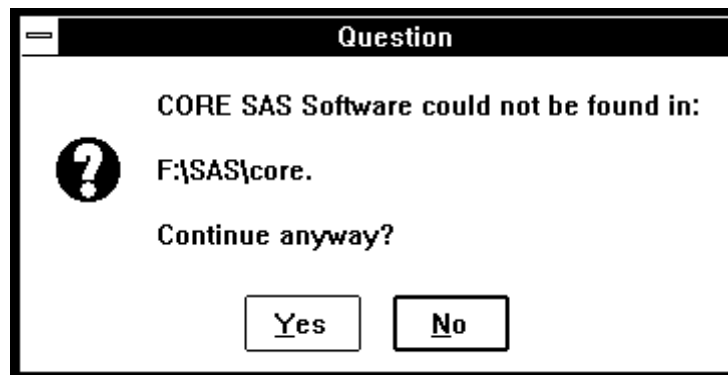 Question
CORE SAS Software could not be found in:
F:\SAS\core.
Continue anyway?
Yes No